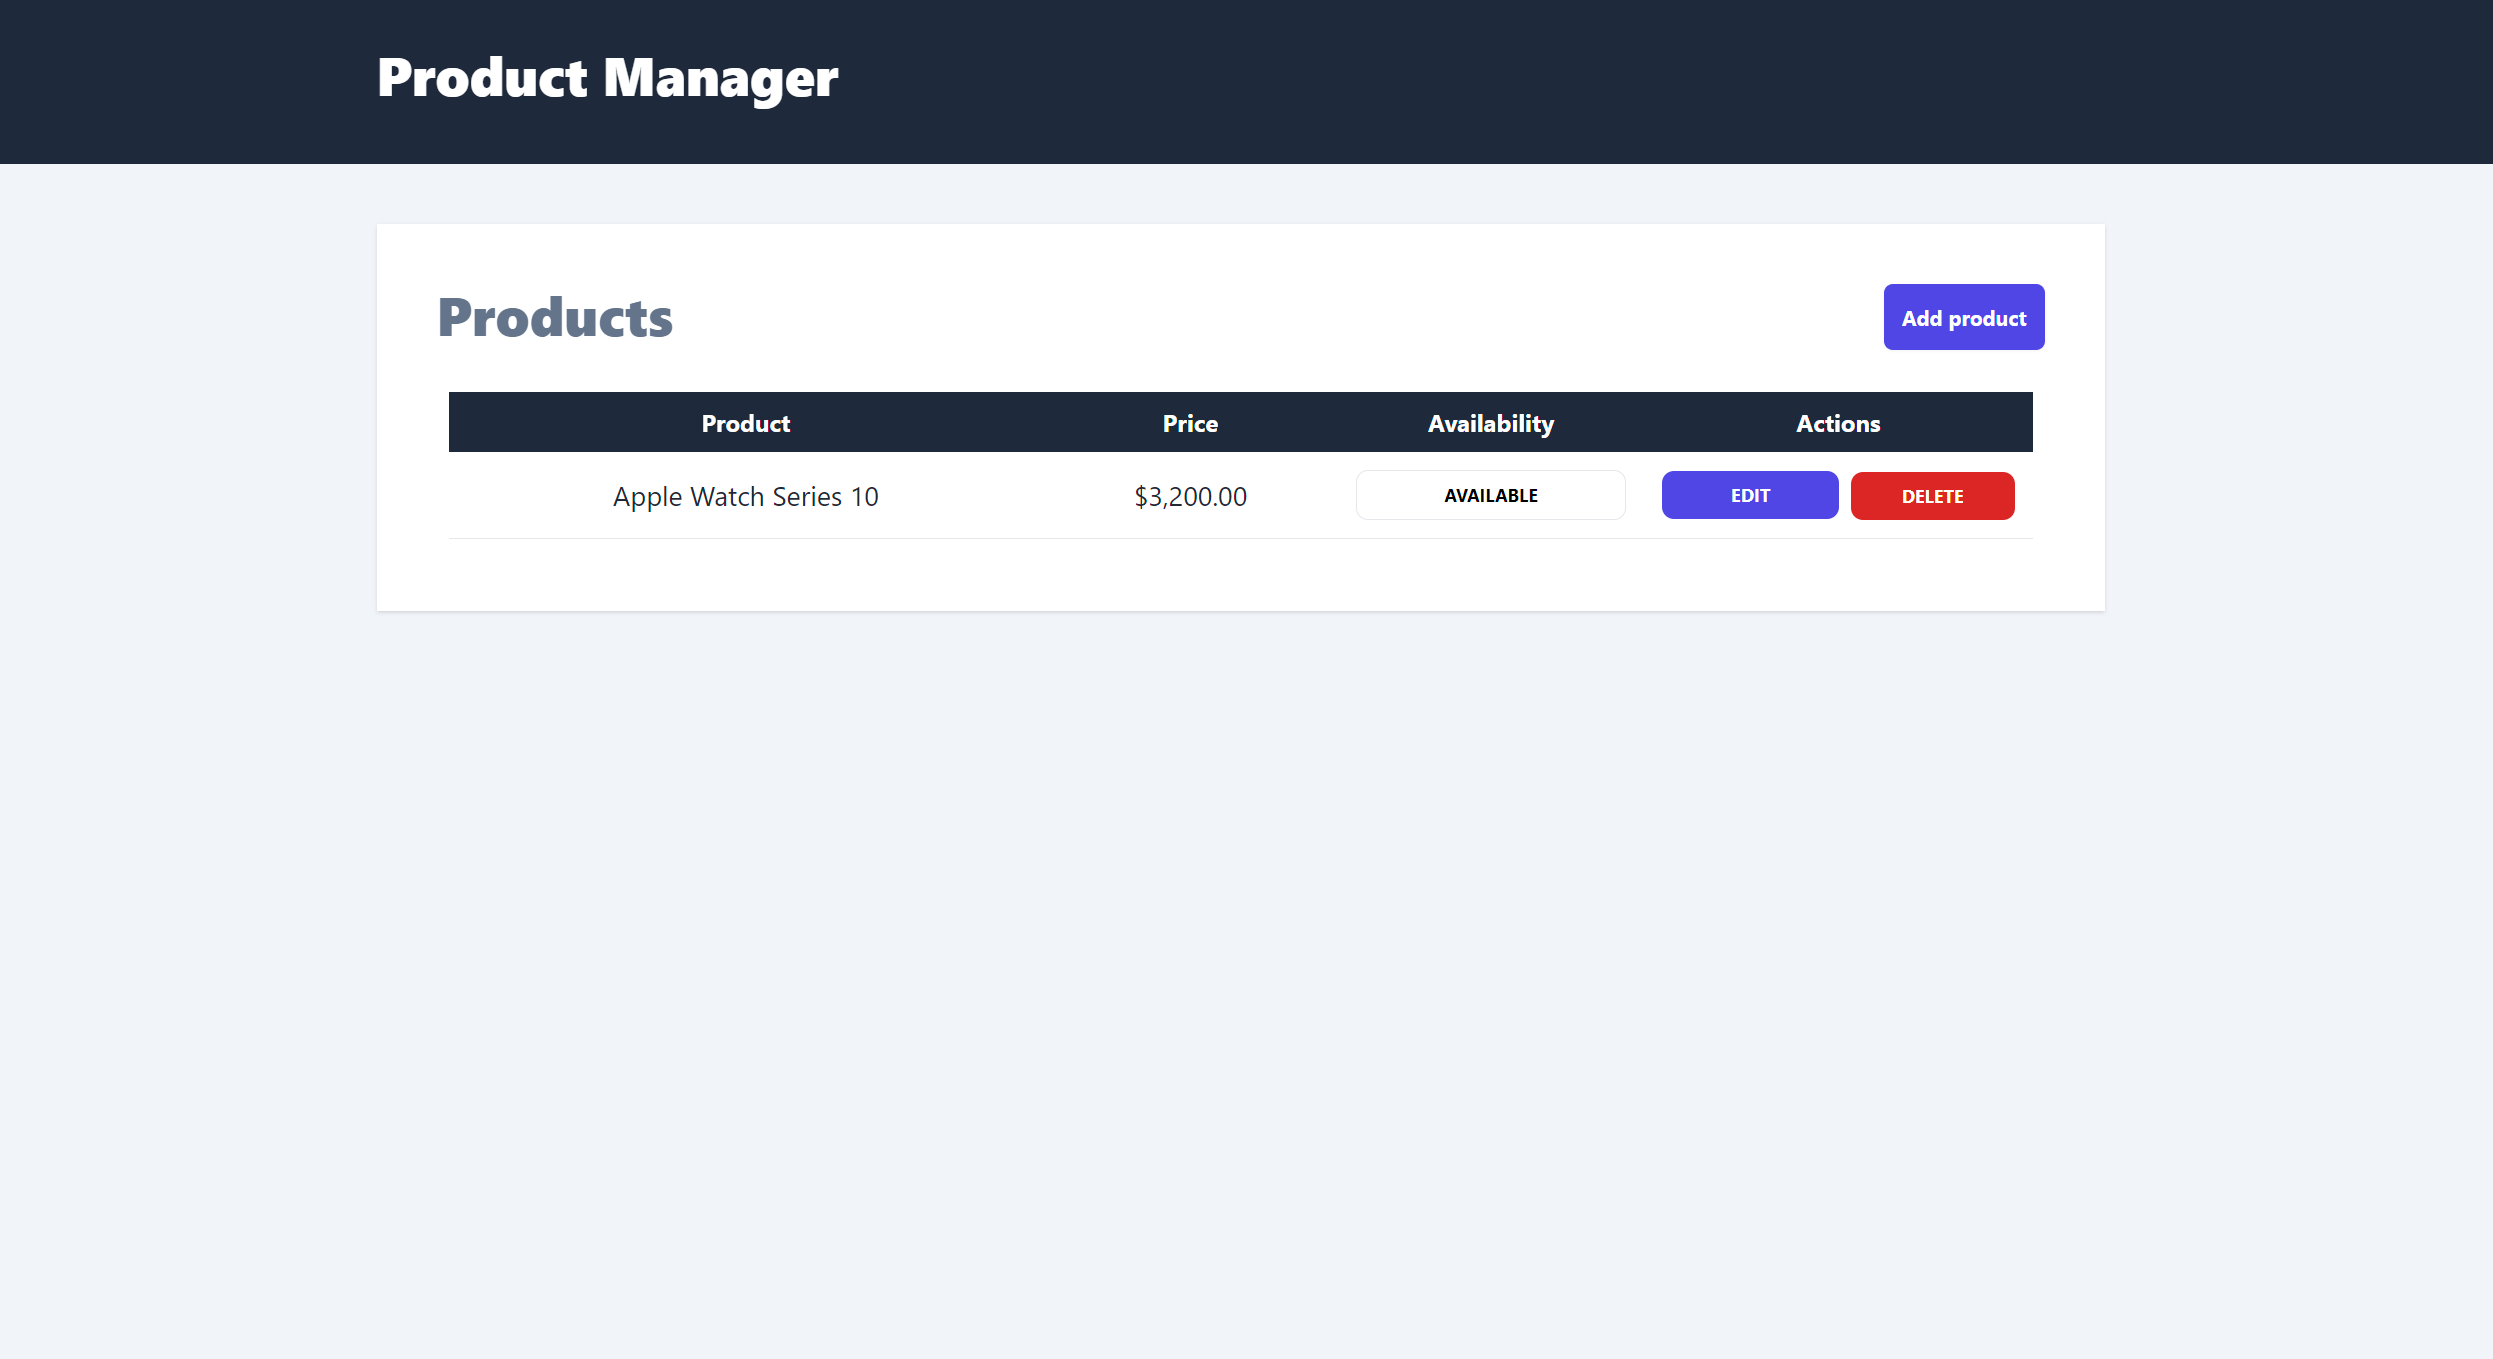 Product Manager
Products
Add product
Product Price Availability Actions
Apple Watch Series 10 $3,200.00 AVAILABLE EDIT DELETE